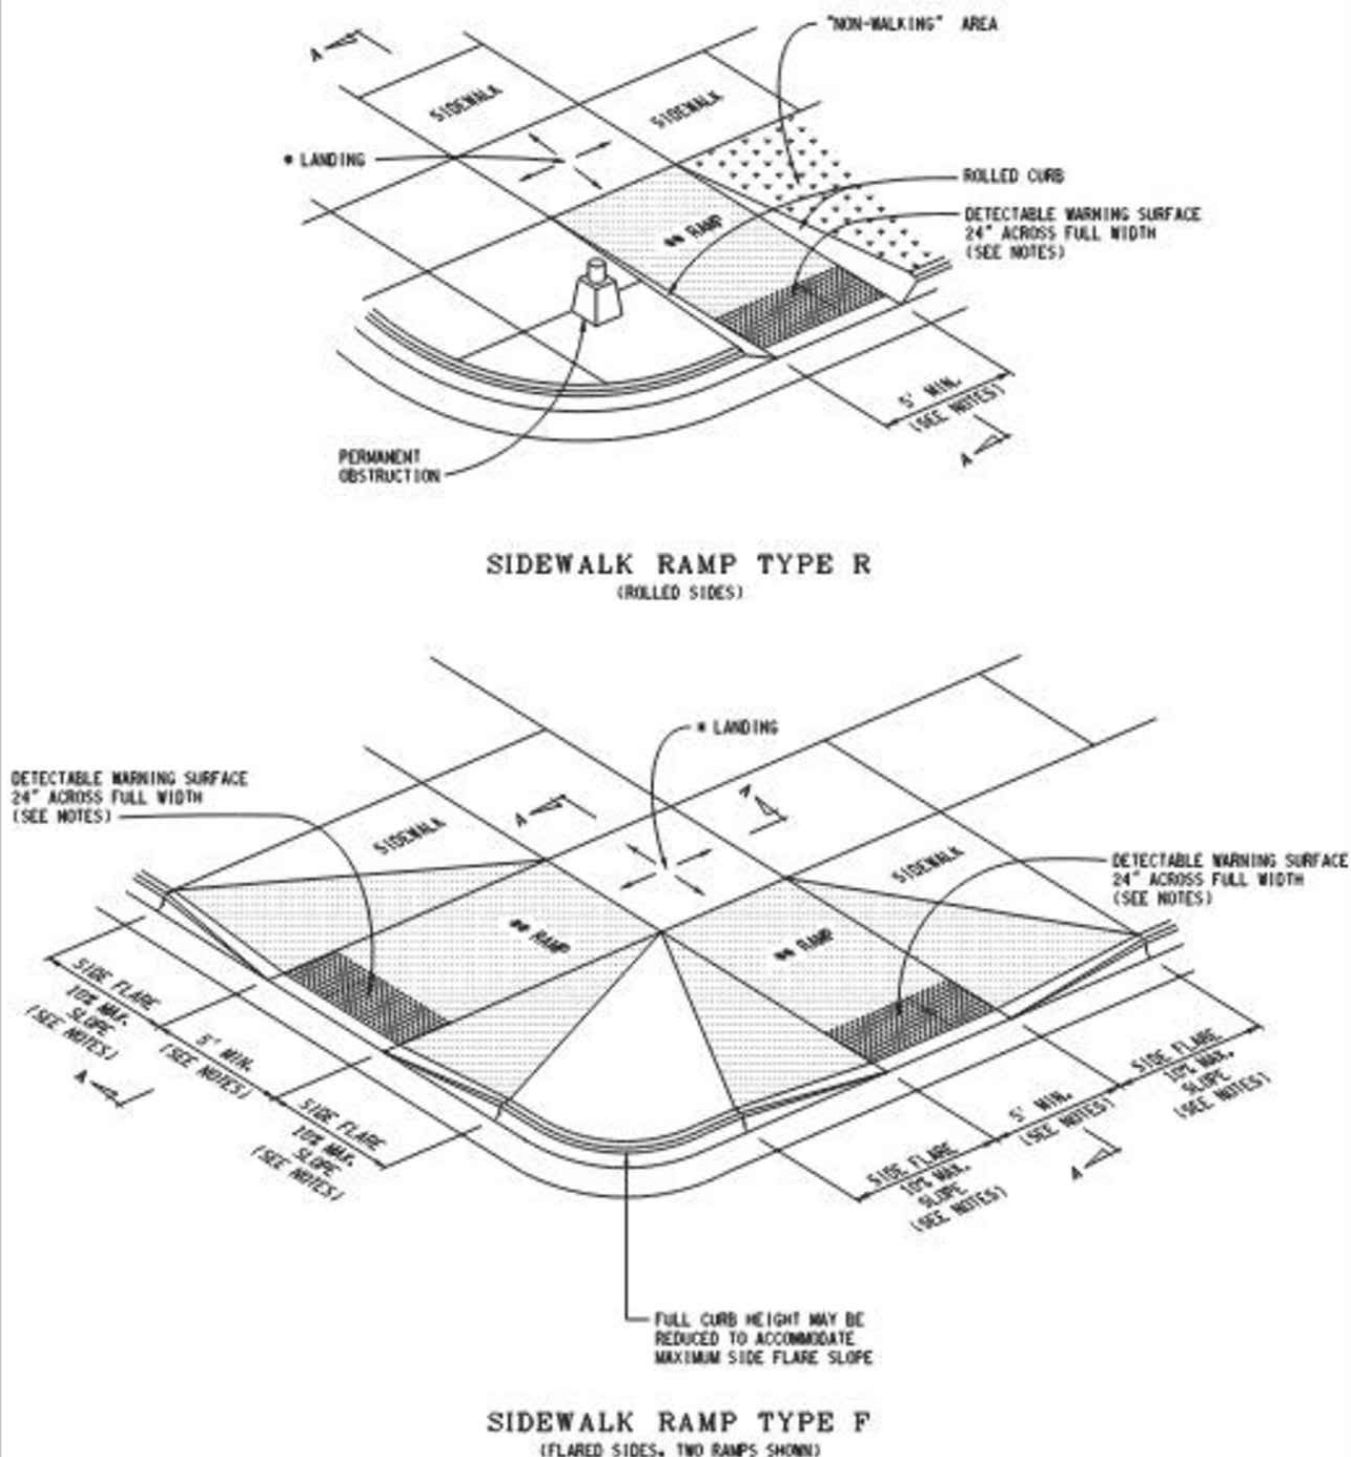 "NON-WALKING" AREA
A
SIDEWALK
SIDEWALK
* LANDING
ROLLED CURB
DETECTABLE WARNING SURFACE
24" ACROSS FULL WIDTH
(SEE NOTES)
** RAMP
5' MIN.
(SEE NOTES)
A
PERMANENT
OBSTRUCTION
SIDEWALK RAMP TYPE R
(ROLLED SIDES)
* LANDING
DETECTABLE WARNING SURFACE
24" ACROSS FULL WIDTH
(SEE NOTES)
A
A
SIDEWALK
SIDEWALK
DETECTABLE WARNING SURFACE
24" ACROSS FULL WIDTH
(SEE NOTES)
** RAMP
** RAMP
SIDE FLARE
10% MAX.
SLOPE
(SEE NOTES)
5' MIN.
(SEE NOTES)
SIDE FLARE
10% MAX.
SLOPE
(SEE NOTES)
A
SIDE FLARE
10% MAX.
SLOPE
(SEE NOTES)
5' MIN.
(SEE NOTES)
SIDE FLARE
10% MAX.
SLOPE
(SEE NOTES)
A
FULL CURB HEIGHT MAY BE
REDUCED TO ACCOMMODATE
MAXIMUM SIDE FLARE SLOPE
SIDEWALK RAMP TYPE F
(FLARED SIDES, TWO RAMPS SHOWN)